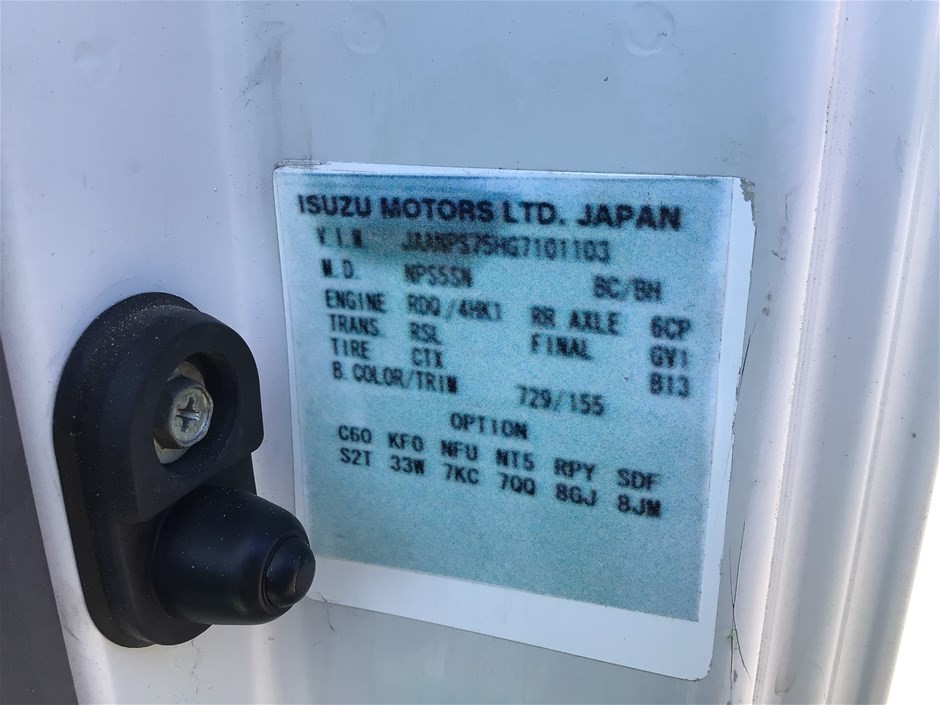 ISUZU MOTORS LTD. JAPAN
V.I.N. JAANPS75HG7101103
M.D. NPS5SN BC/BH
ENGINE RDQ/4HK1 RR AXLE 6CP
TRANS. RSL FINAL GV1
TIRE CTX B13
B.COLOR/TRIM 729/155
OPTION
C60 KFO NFU NT5 RPY SDF
S2T 33W 7KC 7QQ 8GJ 8JM